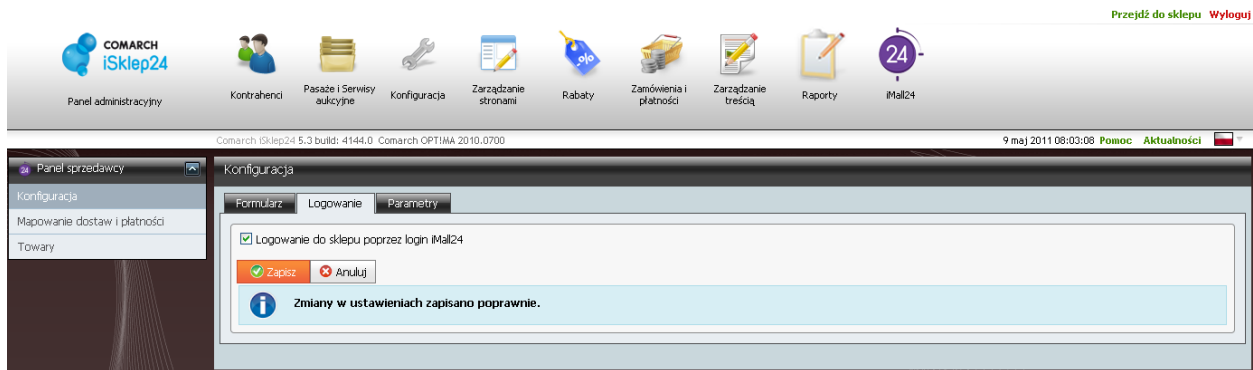 Przejdź do sklepu Wyloguj
COMARCH
iSklep24
Panel administracyjny
Kontrahenci
Pasaże i Serwisy
aukcyjne
Konfiguracja
Zarządzanie
stronami
%
Rabaty
Zamówienia i
płatności
Zarządzanie
treścią
Raporty
24
iMall24
Comarch iSklep24 5.3 build: 4144.0 Comarch OPT!MA 2010.0700
9 maj 2011 08:03:08 Pomoc Aktualności
24 Panel sprzedawcy
Konfiguracja
Mapowanie dostaw i płatności
Towary
Konfiguracja
Formularz Logowanie Parametry
Logowanie do sklepu poprzez login iMall24
Zapisz Anuluj
Zmiany w ustawieniach zapisano poprawnie.